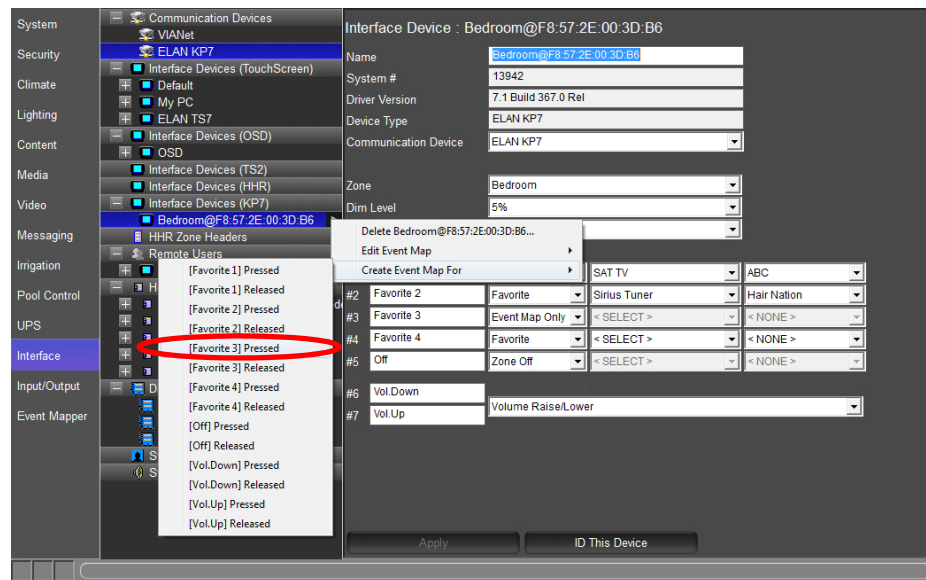 System
Security
Climate
Lighting
Content
Media
Video
Messaging
Irrigation
Pool Control
UPS
Interface
Input/Output
Event Mapper
Communication Devices
VIANet
ELAN KP7
Interface Devices (TouchScreen)
Default
My PC
ELAN TS7
Interface Devices (OSD)
OSD
Interface Devices (TS2)
Interface Devices (HHR)
Interface Devices (KP7)
Bedroom@F8:57:2E:00:3D:B6
HHR Zone Headers
Remote Users
H
D
S
S
[Favorite 1] Pressed
[Favorite 1] Released
[Favorite 2] Pressed
[Favorite 2] Released
[Favorite 3] Pressed
[Favorite 3] Released
[Favorite 4] Pressed
[Favorite 4] Released
[Off] Pressed
[Off] Released
[Vol.Down] Pressed
[Vol.Down] Released
[Vol.Up] Pressed
[Vol.Up] Released
Delete Bedroom@F8:57:2E:00:3D:B6...
Edit Event Map
Create Event Map For
Interface Device : Bedroom@F8:57:2E:00:3D:B6
Name Bedroom@F8:57:2E:00:3D:B6
System # 13942
Driver Version 7.1 Build 367.0 Rel
Device Type ELAN KP7
Communication Device ELAN KP7
Zone Bedroom
Dim Level 5%
SAT TV ABC
#2 Favorite 2 Favorite Sirius Tuner Hair Nation
#3 Favorite 3 Event Map Only < SELECT > < NONE >
#4 Favorite 4 Favorite < SELECT > < NONE >
#5 Off Zone Off < SELECT > < NONE >
#6 Vol.Down
Volume Raise/Lower
#7 Vol.Up
Apply ID This Device